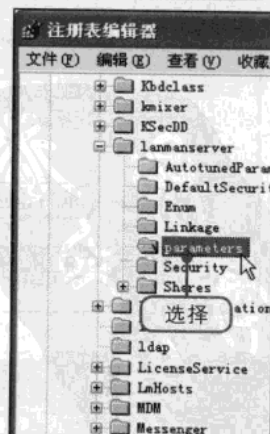 注册表编辑器
文件(F) 编辑(E) 查看(V) 收藏
Kbdclass
kmixer
KSecDD
lanmanserver
AutotunedParam
DefaultSecurit
Enum
Linkage
parameters
Security
Shares
选择 ation
ldap
LicenseService
LmHosts
MDM
Messenger